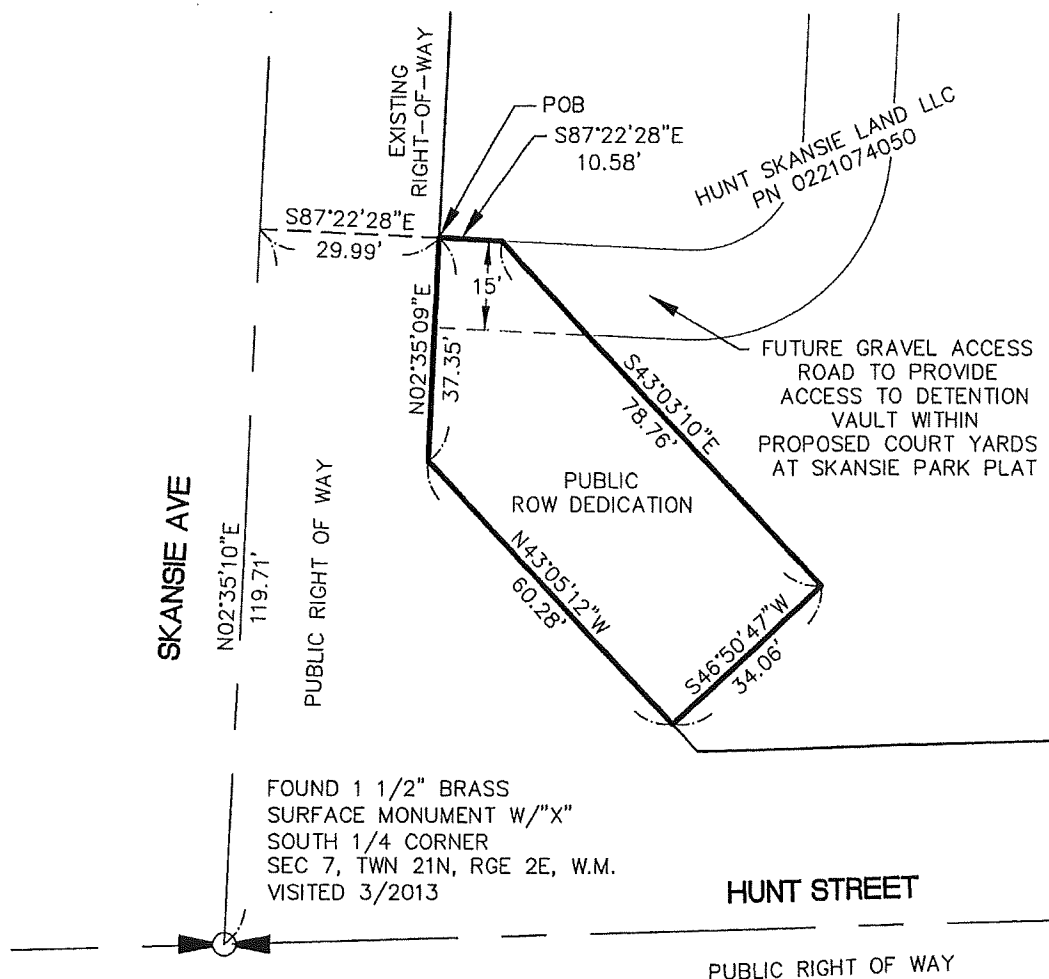 EXISTING
RIGHT-OF-WAY
POB
S87°22'28"E
10.58'
HUNT SKANSIE LAND LLC
PN 0221074050
S87°22'28"E
29.99'
15'
N02°35'09"E
37.35'
S43°03'10"E
78.76'
FUTURE GRAVEL ACCESS
ROAD TO PROVIDE
ACCESS TO DETENTION
VAULT WITHIN
PROPOSED COURT YARDS
AT SKANSIE PARK PLAT
PUBLIC
ROW DEDICATION
SKANSIE AVE
N02°35'10"E
119.71'
PUBLIC RIGHT OF WAY
N43°05'12"W
60.28'
S46°50'47"W
34.06'
FOUND 1 1/2" BRASS
SURFACE MONUMENT W/"X"
SOUTH 1/4 CORNER
SEC 7, TWN 21N, RGE 2E, W.M.
VISITED 3/2013
HUNT STREET
PUBLIC RIGHT OF WAY